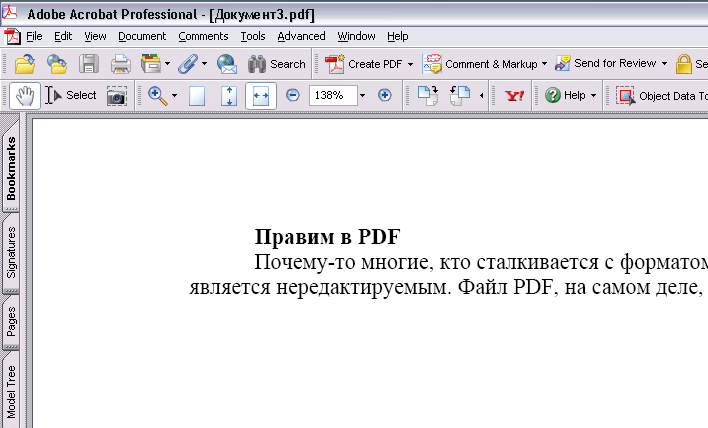 Adobe Acrobat Professional - [Документ3.pdf]
File Edit View Document Comments Tools Advanced Window Help
Search Create PDF Comment & Markup Send for Review Se
Select 138% Y! Help Object Data To
Bookmarks
Signatures
Pages
Model Tree
Правим в PDF
Почему-то многие, кто сталкивается с форматом
является нередактируемым. Файл PDF, на самом деле,